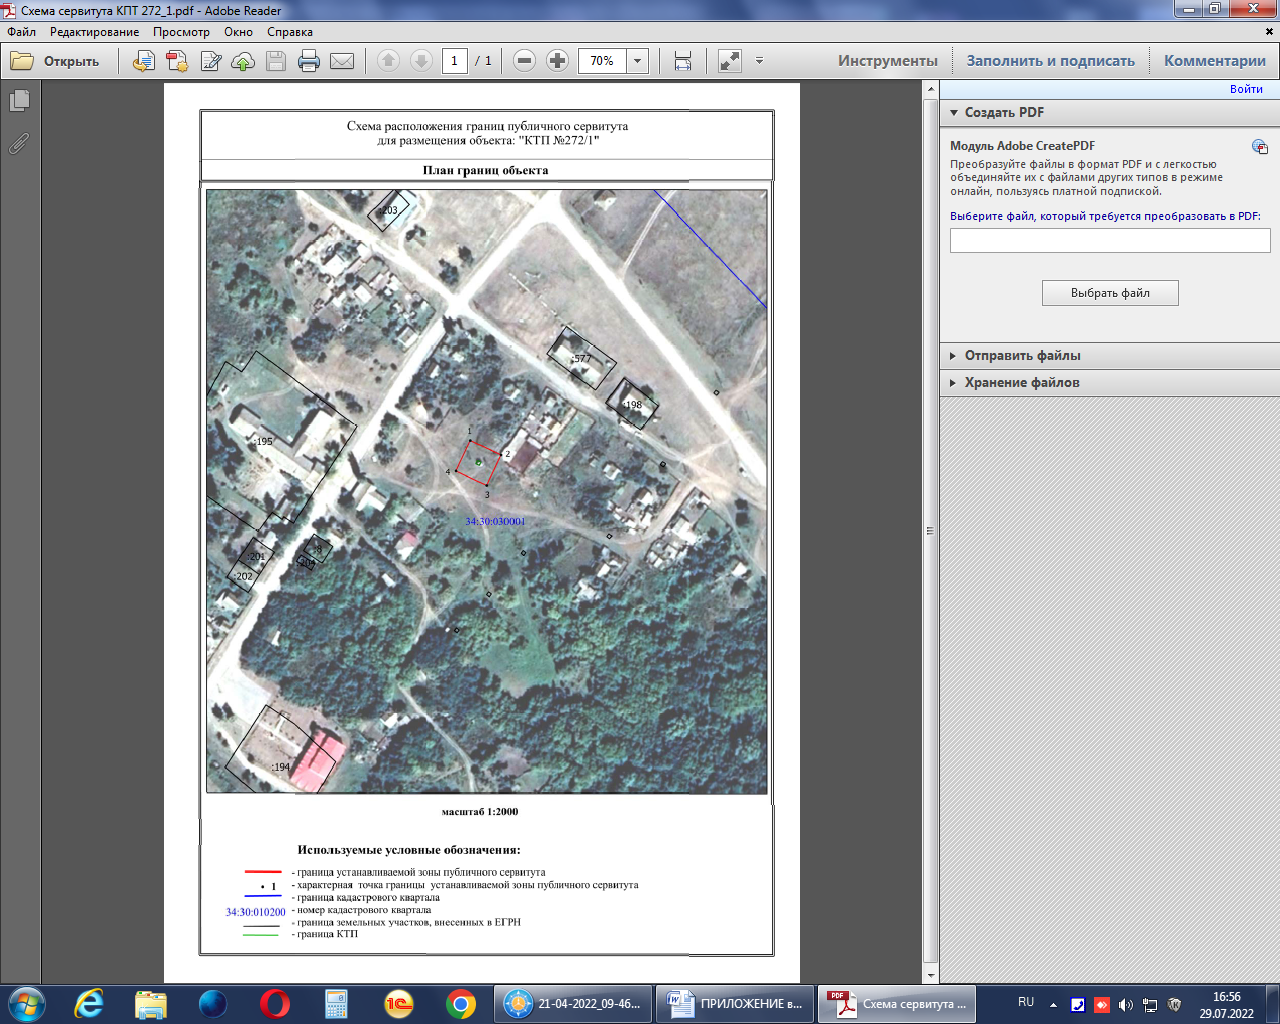 Схема сервитута КПТ 272_1.pdf - Adobe Reader
Файл Редактирование Просмотр Окно Справка
Открыть 1 / 1 70% Инструменты Заполнить и подписать Комментарии
Войти
Создать PDF
Модуль Adobe CreatePDF
Преобразуйте файлы в формат PDF и с легкостью
объединяйте их с файлами других типов в режиме
онлайн, пользуясь платной подпиской.
Выберите файл, который требуется преобразовать в PDF:
Выбрать файл
Отправить файлы
Хранение файлов
Схема расположения границ публичного сервитута
для размещения объекта: "КТП №272/1"
План границ объекта
:203
:577
:198
:195
1
2
4
3
34:30:030001
:9
:201
:204
:202
:194
масштаб 1:2000
Используемые условные обозначения:
- граница устанавливаемой зоны публичного сервитута
• 1 - характерная точка границы устанавливаемой зоны публичного сервитута
- граница кадастрового квартала
34:30:010200 - номер кадастрового квартала
- граница земельных участков, внесенных в ЕГРН
- граница КТП
21-04-2022_09-46... ПРИЛОЖЕНИЕ в... Схема сервитута ... RU 16:56
29.07.2022